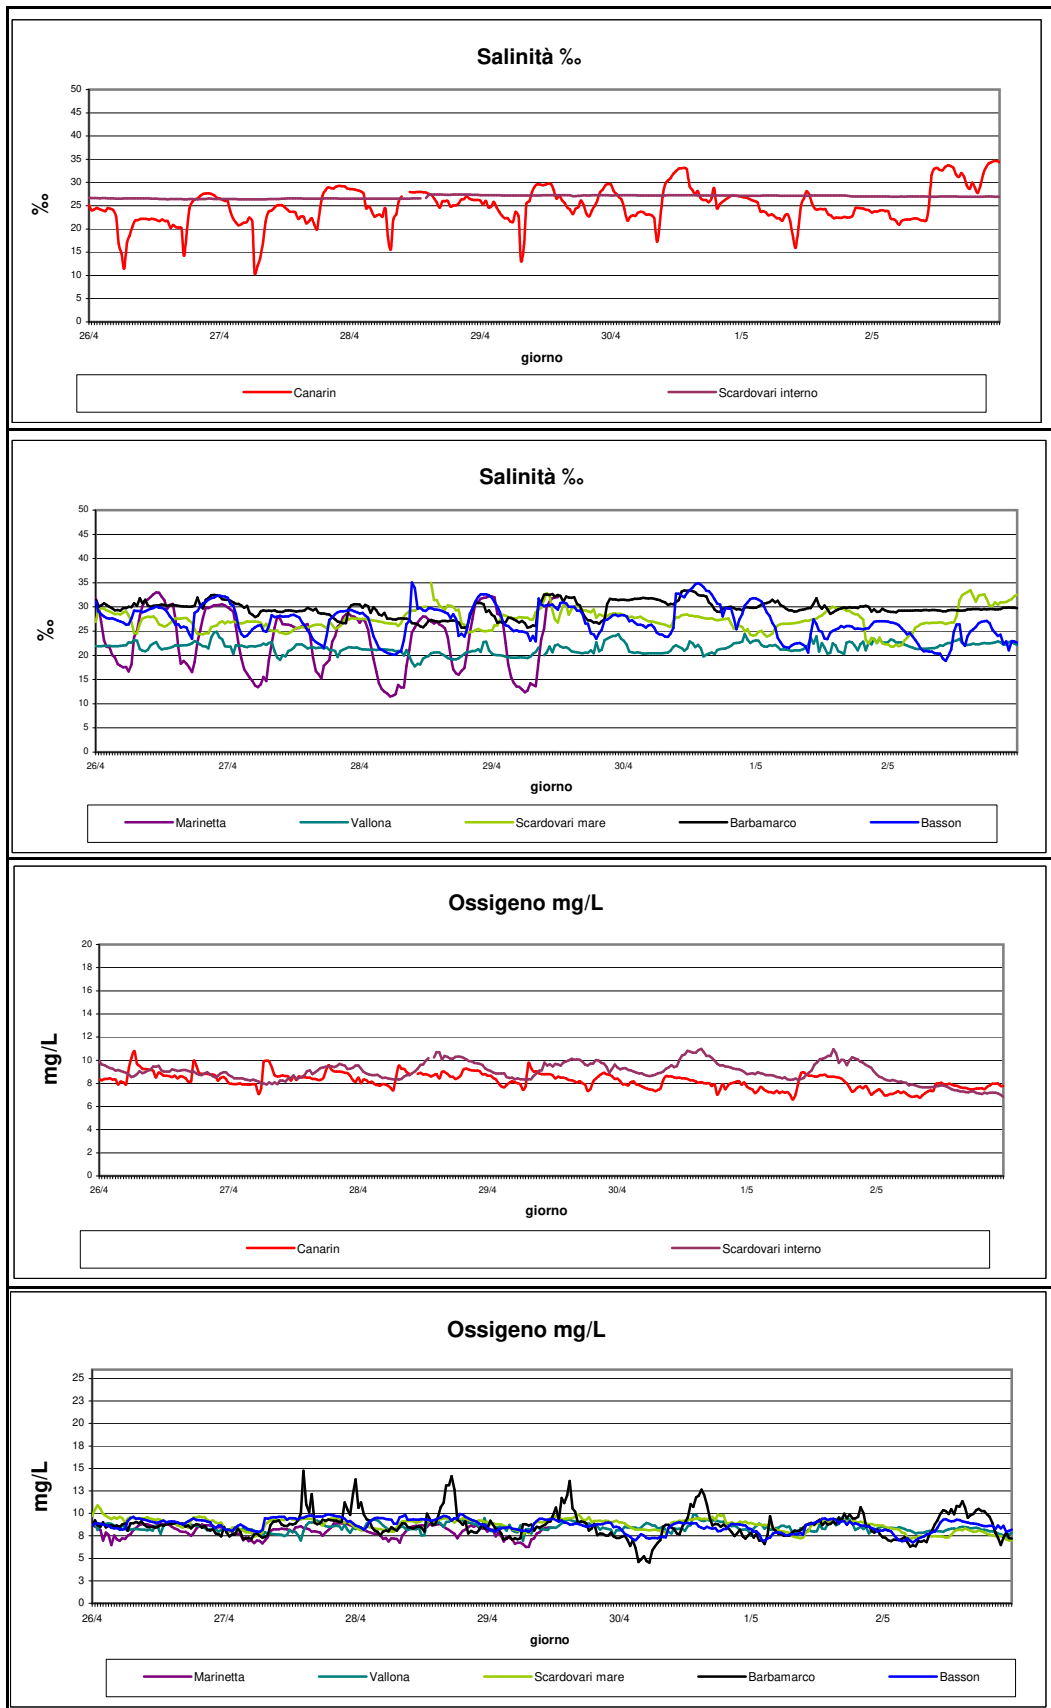 Salinità ‰
50
45
40
35
30
25
20
15
10
5
0
‰
26/4 27/4 28/4 29/4 30/4 1/5 2/5
giorno
Canarin Scardovari interno
Salinità ‰
50
45
40
35
30
25
20
15
10
5
0
‰
26/4 27/4 28/4 29/4 30/4 1/5 2/5
giorno
Marinetta Vallona Scardovari mare Barbamarco Basson
Ossigeno mg/L
20
18
16
14
12
10
8
6
4
2
0
mg/L
26/4 27/4 28/4 29/4 30/4 1/5 2/5
giorno
Canarin Scardovari interno
Ossigeno mg/L
25
23
20
18
15
13
10
8
5
3
0
mg/L
26/4 27/4 28/4 29/4 30/4 1/5 2/5
giorno
Marinetta Vallona Scardovari mare Barbamarco Basson